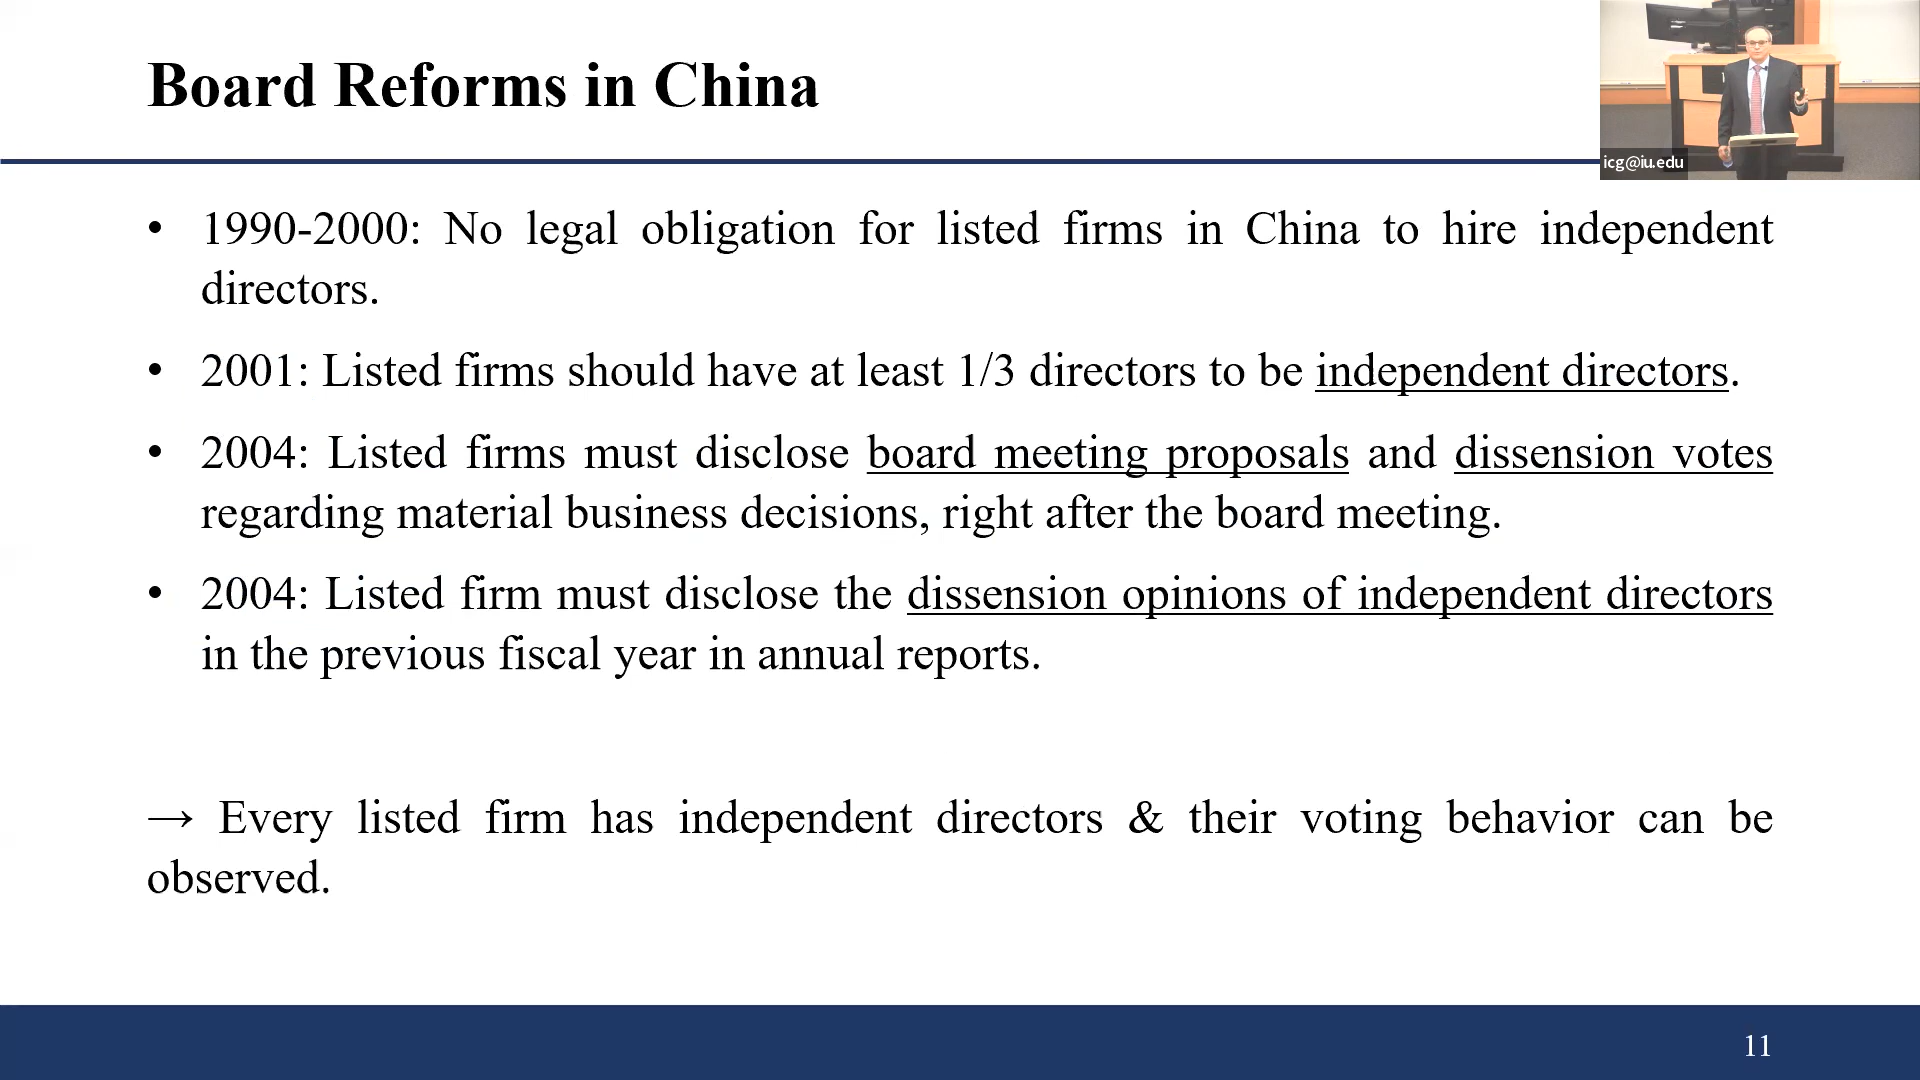 Board Reforms in China
icg@iu.edu
• 1990-2000: No legal obligation for listed firms in China to hire independent
directors.
• 2001: Listed firms should have at least 1/3 directors to be independent directors.
• 2004: Listed firms must disclose board meeting proposals and dissension votes
regarding material business decisions, right after the board meeting.
• 2004: Listed firm must disclose the dissension opinions of independent directors
in the previous fiscal year in annual reports.
→ Every listed firm has independent directors & their voting behavior can be
observed.
11